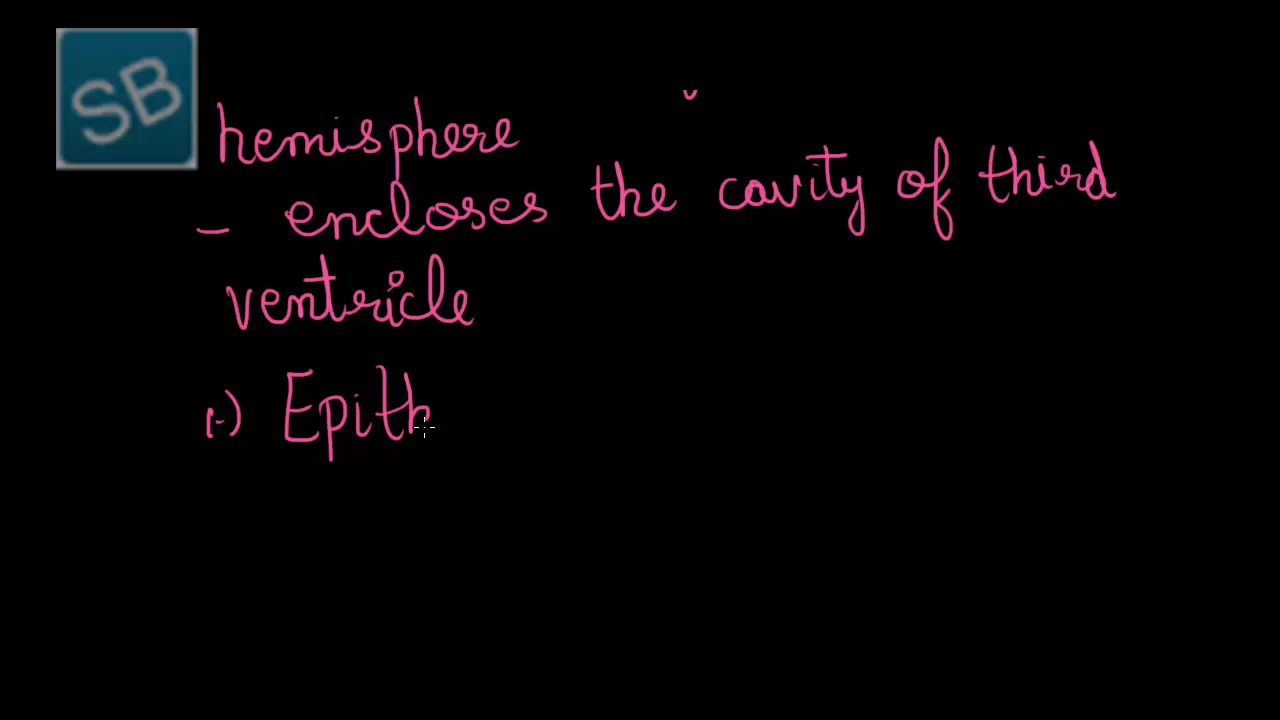 SB
hemisphere
- encloses the cavity of third
ventricle
1-) Epith